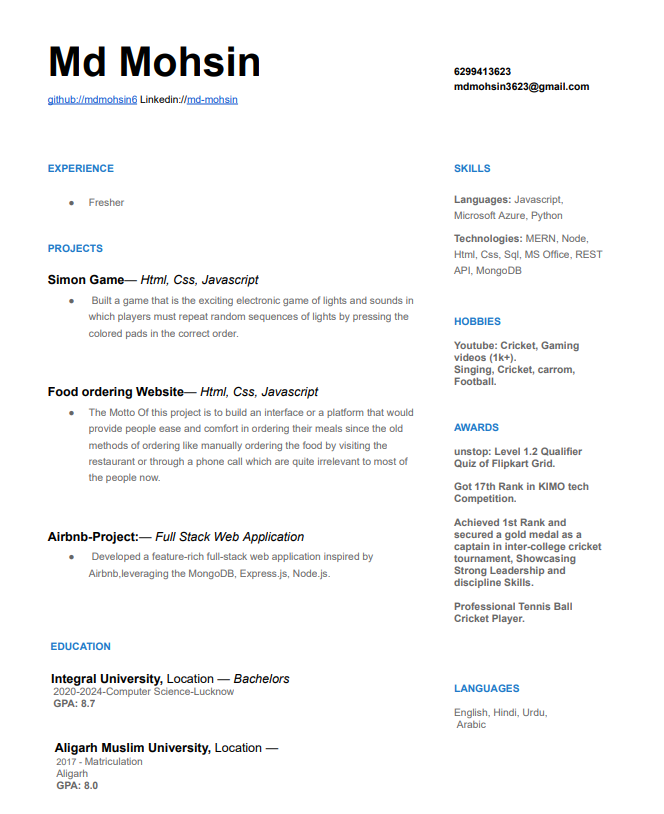 Md Mohsin
github://mdmohsin6 Linkedin://md-mohsin
6299413623
mdmohsin3623@gmail.com
EXPERIENCE
● Fresher
PROJECTS
Simon Game— Html, Css, Javascript
● Built a game that is the exciting electronic game of lights and sounds in
which players must repeat random sequences of lights by pressing the
colored pads in the correct order.
Food ordering Website— Html, Css, Javascript
● The Motto Of this project is to build an interface or a platform that would
provide people ease and comfort in ordering their meals since the old
methods of ordering like manually ordering the food by visiting the
restaurant or through a phone call which are quite irrelevant to most of
the people now.
Airbnb-Project:— Full Stack Web Application
● Developed a feature-rich full-stack web application inspired by
Airbnb,leveraging the MongoDB, Express.js, Node.js.
EDUCATION
Integral University, Location — Bachelors
2020-2024-Computer Science-Lucknow
GPA: 8.7
Aligarh Muslim University, Location —
2017 - Matriculation
Aligarh
GPA: 8.0
SKILLS
Languages: Javascript,
Microsoft Azure, Python
Technologies: MERN, Node,
Html, Css, Sql, MS Office, REST
API, MongoDB
HOBBIES
Youtube: Cricket, Gaming
videos (1k+).
Singing, Cricket, carrom,
Football.
AWARDS
unstop: Level 1.2 Qualifier
Quiz of Flipkart Grid.
Got 17th Rank in KIMO tech
Competition.
Achieved 1st Rank and
secured a gold medal as a
captain in inter-college cricket
tournament, Showcasing
Strong Leadership and
discipline Skills.
Professional Tennis Ball
Cricket Player.
LANGUAGES
English, Hindi, Urdu,
Arabic